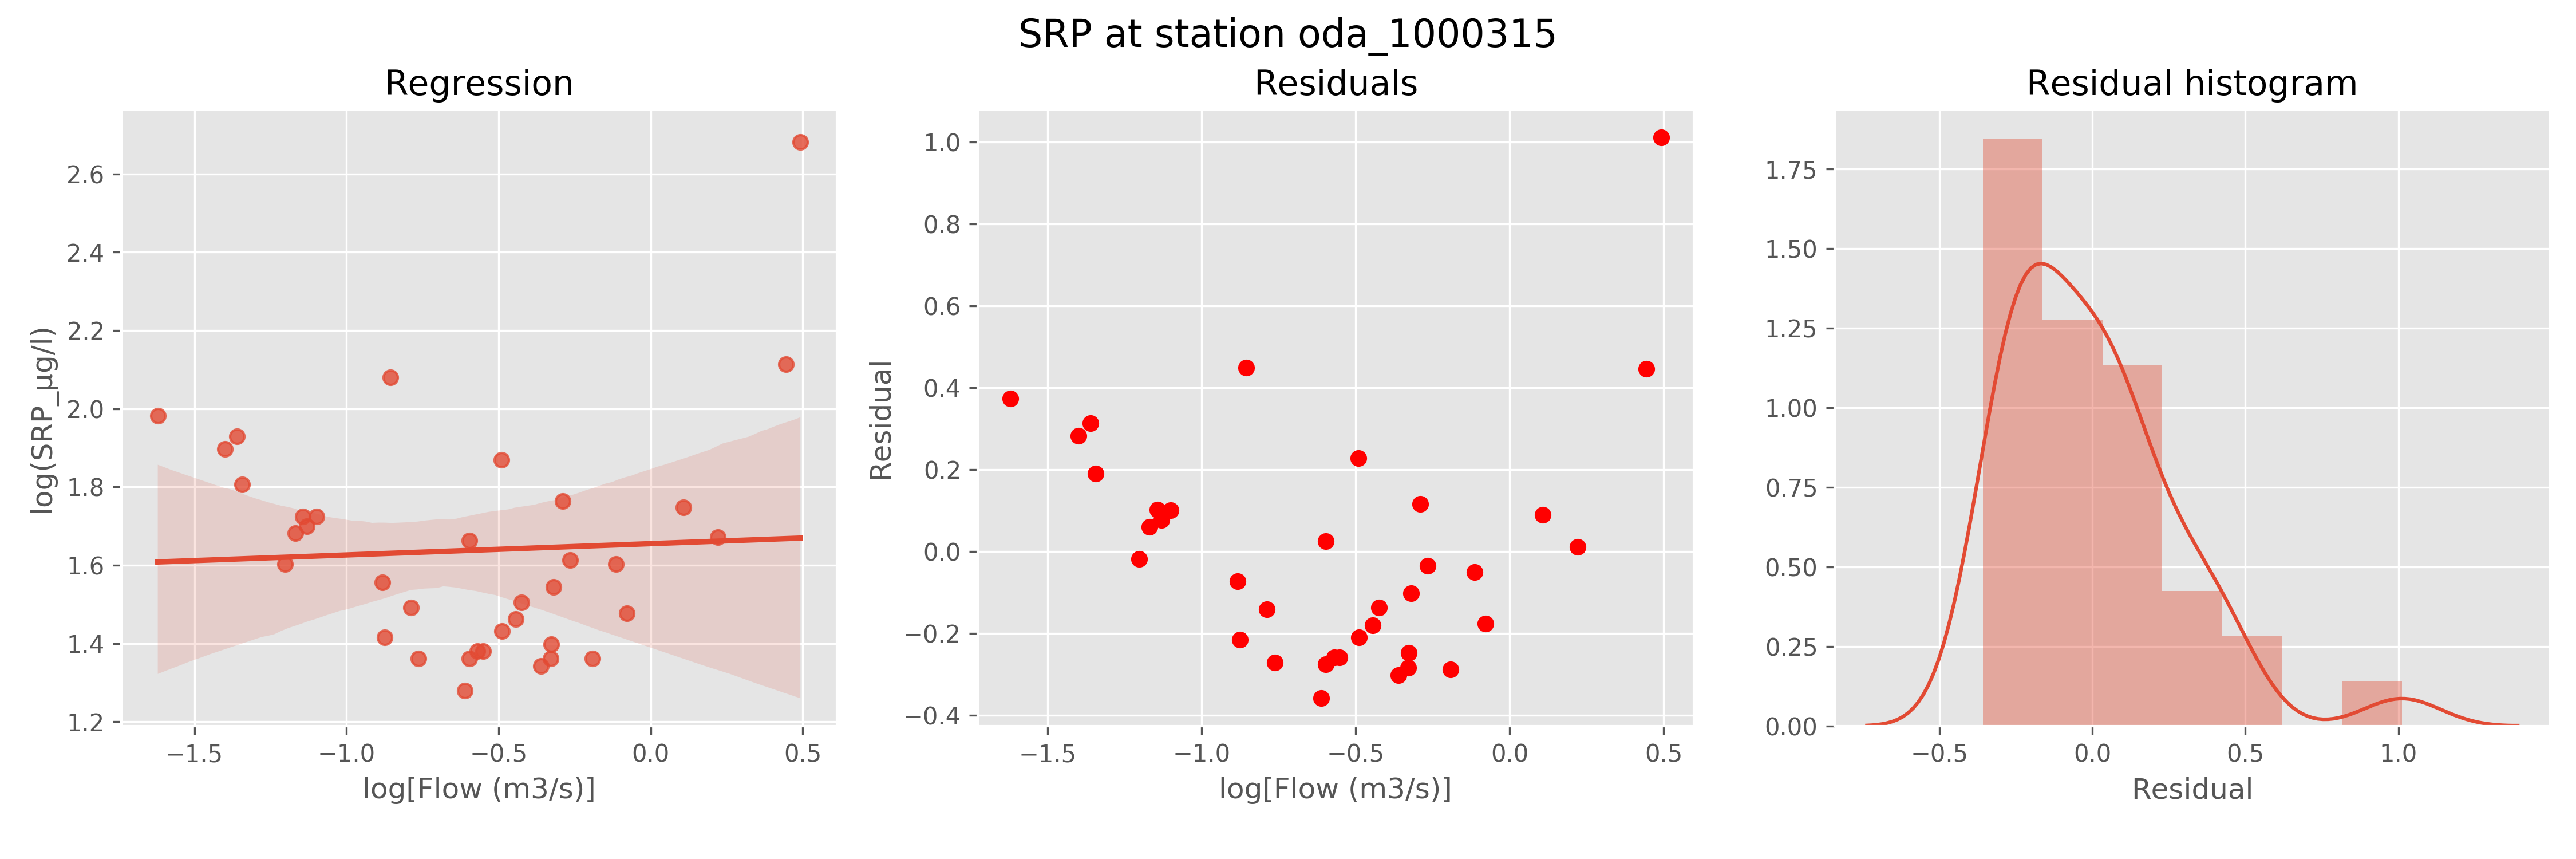 SRP at station oda_1000315
Regression
log(SRP_µg/l)
2.6
2.4
2.2
2.0
1.8
1.6
1.4
1.2
−1.5 −1.0 −0.5 0.0 0.5
log[Flow (m3/s)]
Residuals
Residual
1.0
0.8
0.6
0.4
0.2
0.0
−0.2
−0.4
−1.5 −1.0 −0.5 0.0 0.5
log[Flow (m3/s)]
Residual histogram
1.75
1.50
1.25
1.00
0.75
0.50
0.25
0.00
−0.5 0.0 0.5 1.0
Residual